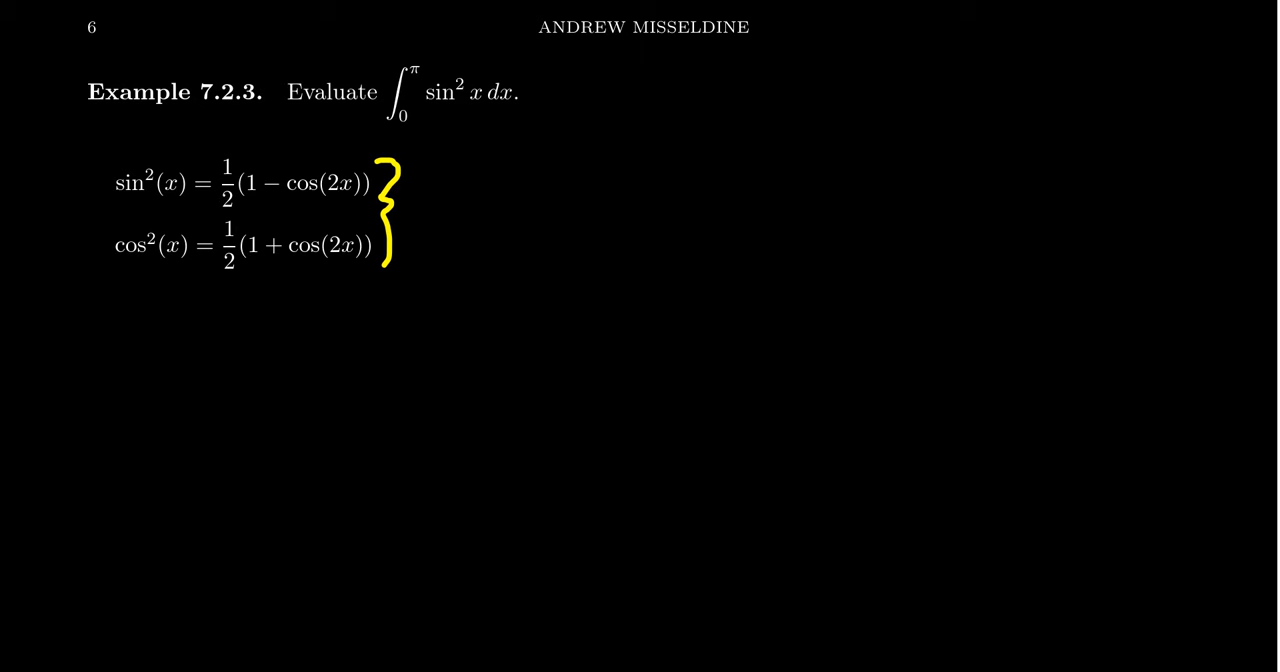 6 ANDREW MISSELDINE
Example 7.2.3. Evaluate ∫₀^π sin² x dx.
sin²(x) = 1/2 (1 − cos(2x))
cos²(x) = 1/2 (1 + cos(2x))